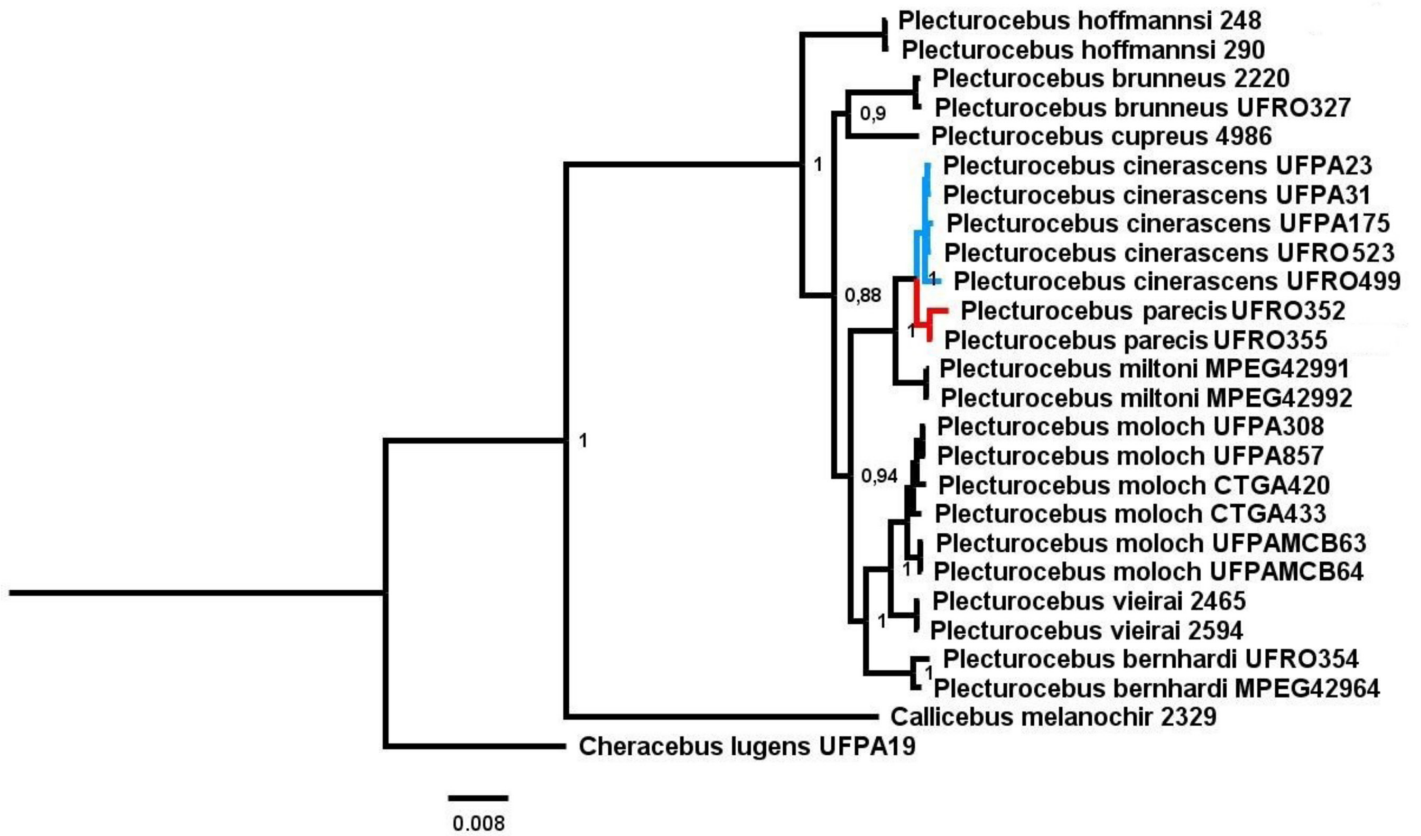 Plecturocebus hoffmannsi 248
Plecturocebus hoffmannsi 290
Plecturocebus brunneus 2220
0,9
Plecturocebus brunneus UFRO327
Plecturocebus cupreus 4986
1
Plecturocebus cinerascens UFPA23
Plecturocebus cinerascens UFPA31
Plecturocebus cinerascens UFPA175
Plecturocebus cinerascens UFRO523
1
Plecturocebus cinerascens UFRO499
0,88
Plecturocebus parecis UFRO352
1
Plecturocebus parecis UFRO355
Plecturocebus miltoni MPEG42991
Plecturocebus miltoni MPEG42992
Plecturocebus moloch UFPA308
1
Plecturocebus moloch UFPA857
0,94
Plecturocebus moloch CTGA420
Plecturocebus moloch CTGA433
Plecturocebus moloch UFPAMCB63
1
Plecturocebus moloch UFPAMCB64
Plecturocebus vieirai 2465
1
Plecturocebus vieirai 2594
Plecturocebus bernhardi UFRO354
1
Plecturocebus bernhardi MPEG42964
Callicebus melanochir 2329
Cheracebus lugens UFPA19
0.008